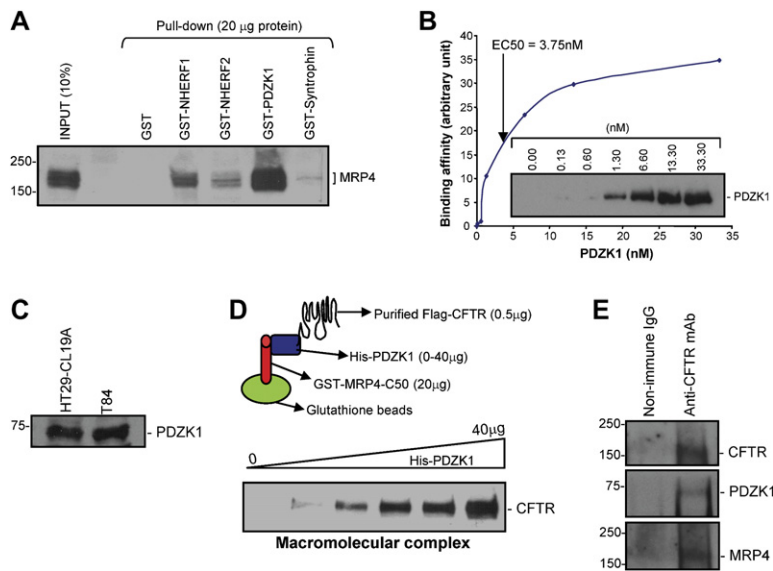 A
Pull-down (20 µg protein)
INPUT (10%)
GST
GST-NHERF1
GST-NHERF2
GST-PDZK1
GST-Syntrophin
250-
150-
MRP4
B
Binding affinity (arbitrary unit)
40
35
30
25
20
15
10
5
0
EC50 = 3.75nM
(nM)
0.00
0.13
0.60
1.30
6.60
13.30
33.30
- PDZK1
0 5 10 15 20 25 30 35
PDZK1 (nM)
C
HT29-CL19A
T84
75-
- PDZK1
D
Purified Flag-CFTR (0.5µg)
His-PDZK1 (0-40µg)
GST-MRP4-C50 (20µg)
Glutathione beads
0
40µg
His-PDZK1
- CFTR
Macromolecular complex
E
Non-immune IgG
Anti-CFTR mAb
250-
150-
- CFTR
75-
- PDZK1
250-
150-
- MRP4